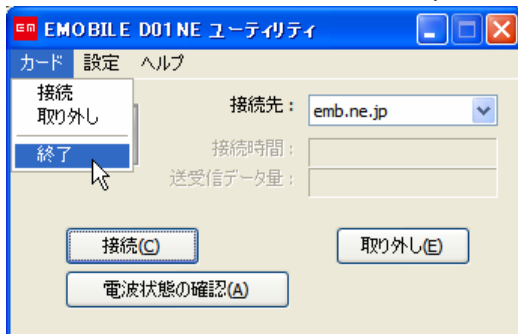 EM EMOBILE D01NE ユーティリティ
カード 設定 ヘルプ
接続
取り外し
終了
接続先： emb.ne.jp
接続時間：
送受信データ量：
接続(C) 取り外し(E)
電波状態の確認(A)